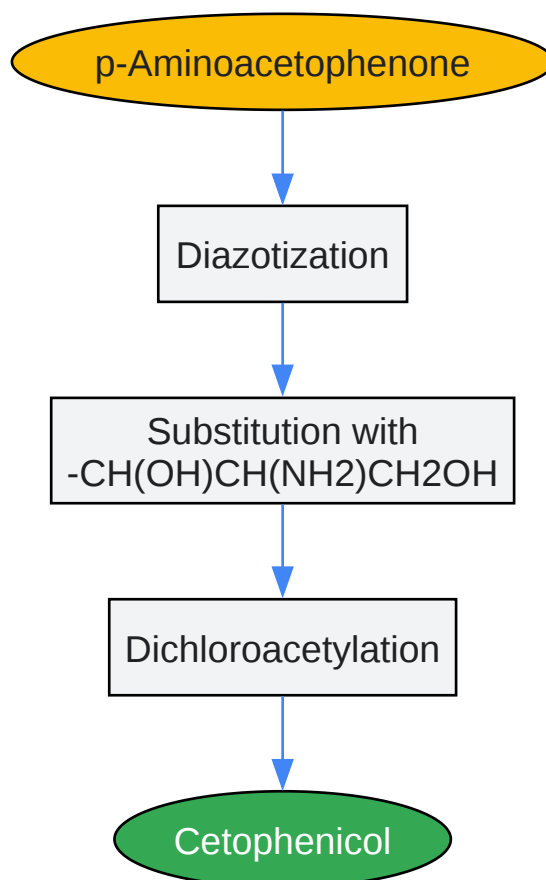 p-Aminoacetophenone
Diazotization
Substitution with
-CH(OH)CH(NH2)CH2OH
Dichloroacetylation
Cetophenicol